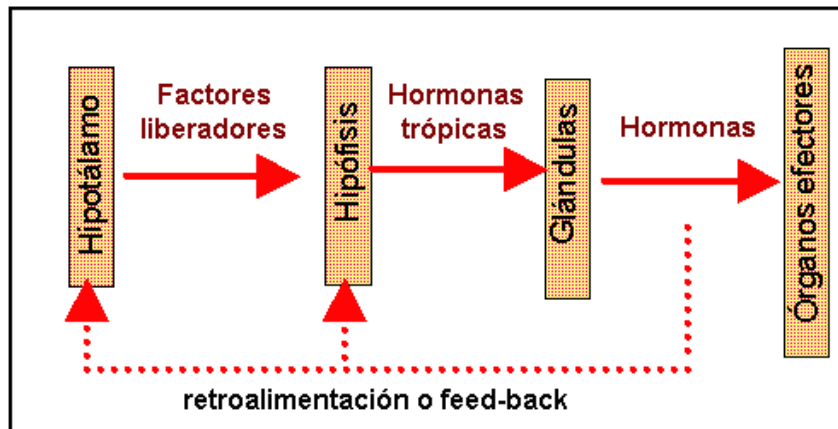 Hipotálamo
Factores
liberadores
Hipófisis
Hormonas
trópicas
Glándulas
Hormonas
Órganos efectores
retroalimentación o feed-back